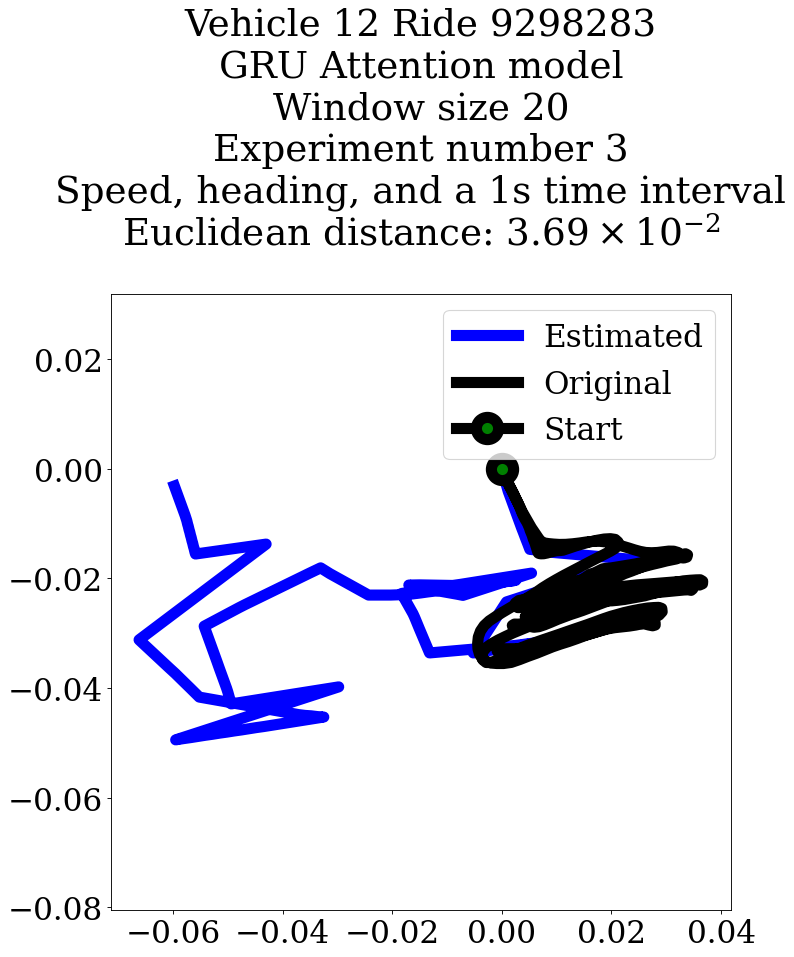 Vehicle 12 Ride 9298283
GRU Attention model
Window size 20
Experiment number 3
Speed, heading, and a 1s time interval
Euclidean distance: 3.69 × 10⁻²
Estimated
Original
Start
0.02
0.00
−0.02
−0.04
−0.06
−0.08
−0.06 −0.04 −0.02 0.00 0.02 0.04